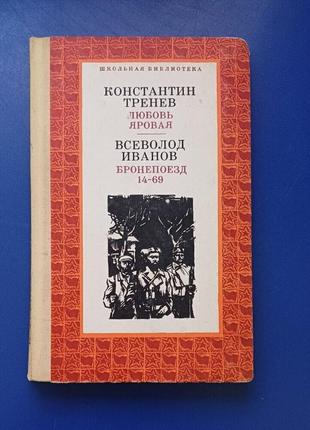 ШКОЛЬНАЯ БИБЛИОТЕКА
КОНСТАНТИН
ТРЕНЕВ
ЛЮБОВЬ
ЯРОВАЯ
ВСЕВОЛОД
ИВАНОВ
БРОНЕПОЕЗД
14-69